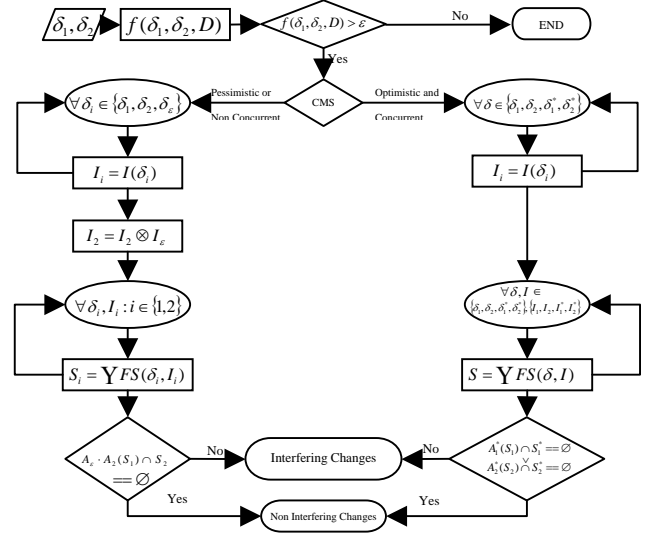 δ₁,δ₂
f(δ₁,δ₂,D)
f(δ₁,δ₂,D)>ε
No
END
Yes
∀δᵢ∈{δ₁,δ₂,δ_ε}
Pessimistic or
Non Concurrent
CMS
Optimistic and
Concurrent
∀δ∈{δ₁,δ₂,δ₁*,δ₂*}
Iᵢ=I(δᵢ)
Iᵢ=I(δᵢ)
I₂=I₂⊗I_ε
∀δᵢ,Iᵢ:i∈{1,2}
∀δ,I∈
{δ₁,δ₂,δ₁*,δ₂*},{I₁,I₂,I₁*,I₂*}
Sᵢ=Y FS(δᵢ,Iᵢ)
S=Y FS(δ,I)
A_ε·A₂(S₁)∩S₂
==∅
No
Interfering Changes
No
A₁*(S₁)∩S₁*==∅
∨
A₂*(S₂)∩S₂*==∅
Yes
Non Interfering Changes
Yes